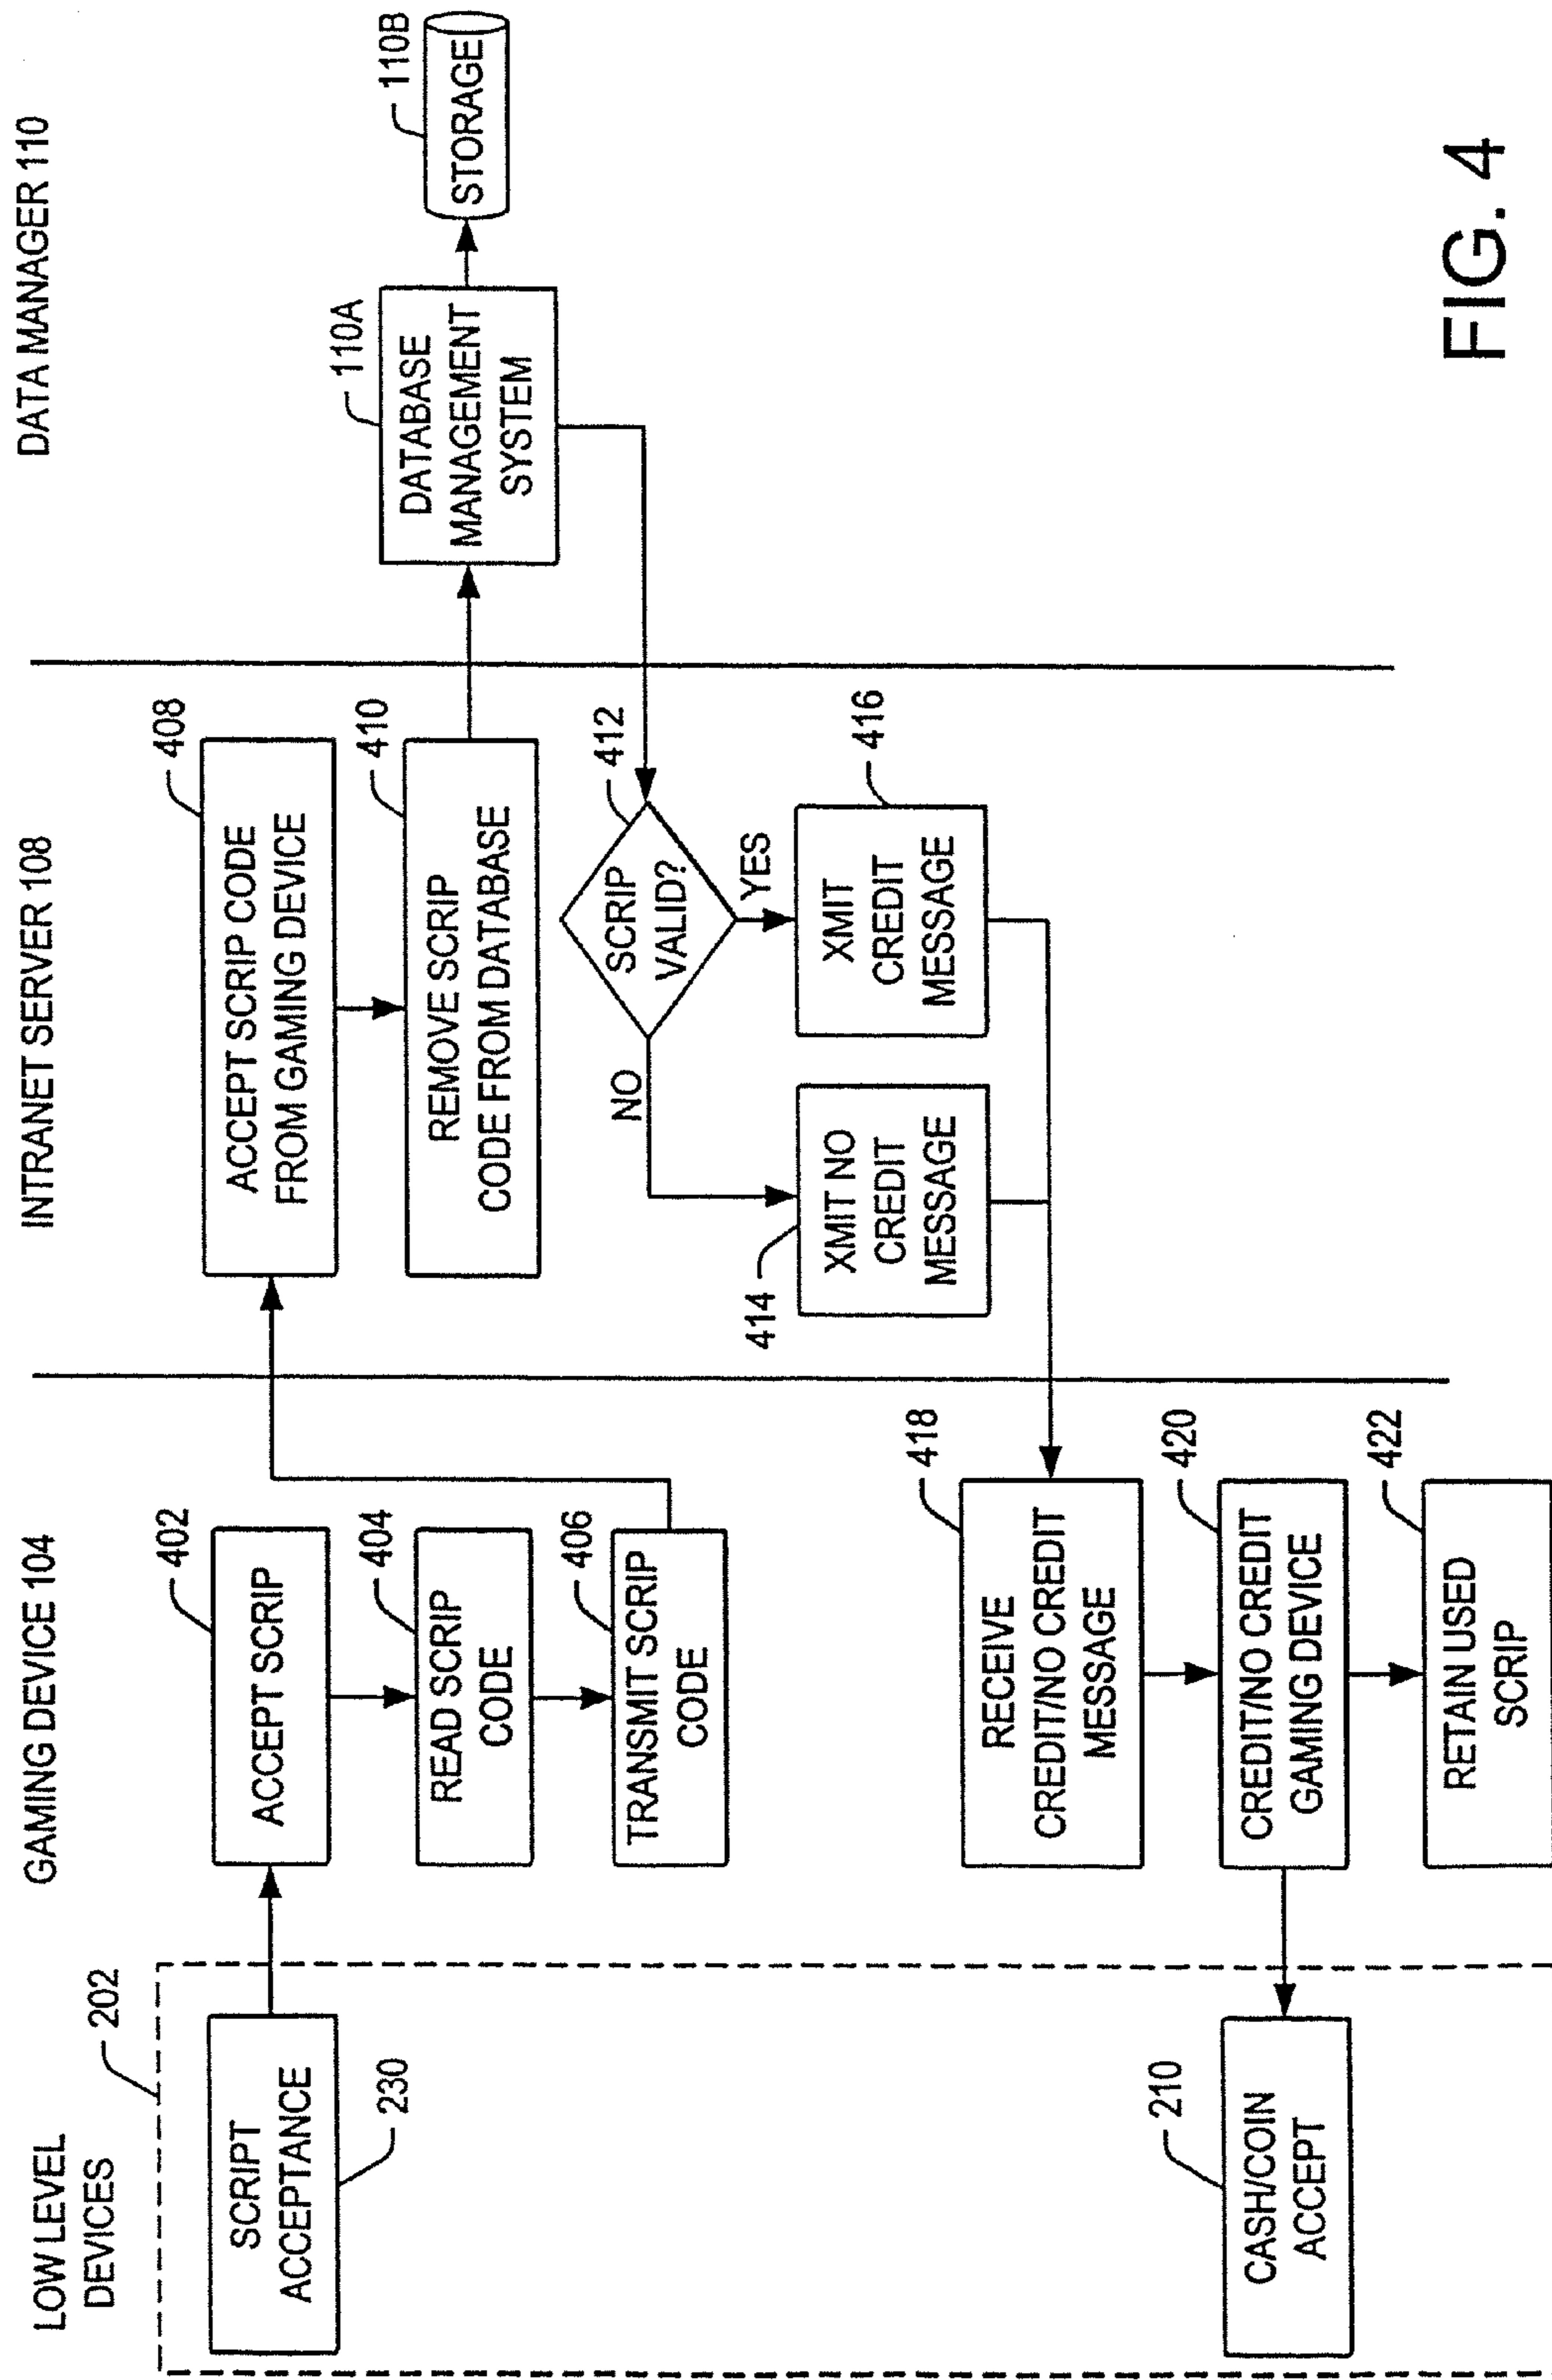 LOW LEVEL
DEVICES
GAMING DEVICE 104
INTRANET SERVER 108
DATA MANAGER 110
202
SCRIPT
ACCEPTANCE
230
402
ACCEPT SCRIP
404
READ SCRIP
CODE
406
TRANSMIT SCRIP
CODE
408
ACCEPT SCRIP CODE
FROM GAMING DEVICE
410
REMOVE SCRIP
CODE FROM DATABASE
110A
DATABASE
MANAGEMENT
SYSTEM
110B
STORAGE
412
SCRIP
VALID?
NO
YES
414
XMIT NO
CREDIT
MESSAGE
416
XMIT
CREDIT
MESSAGE
418
RECEIVE
CREDIT/NO CREDIT
MESSAGE
420
CREDIT/NO CREDIT
GAMING DEVICE
422
RETAIN USED
SCRIP
210
CASH/COIN
ACCEPT
FIG. 4